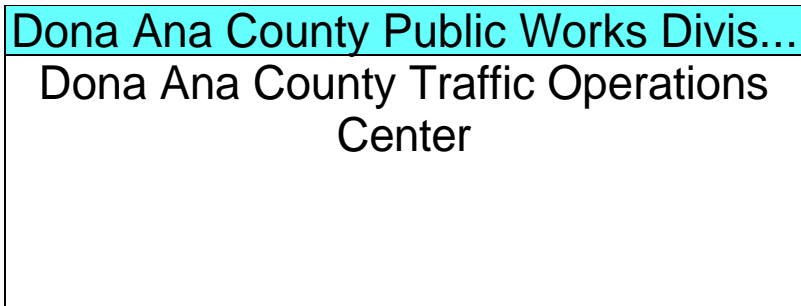 Dona Ana County Public Works Divis...
Dona Ana County Traffic Operations
Center